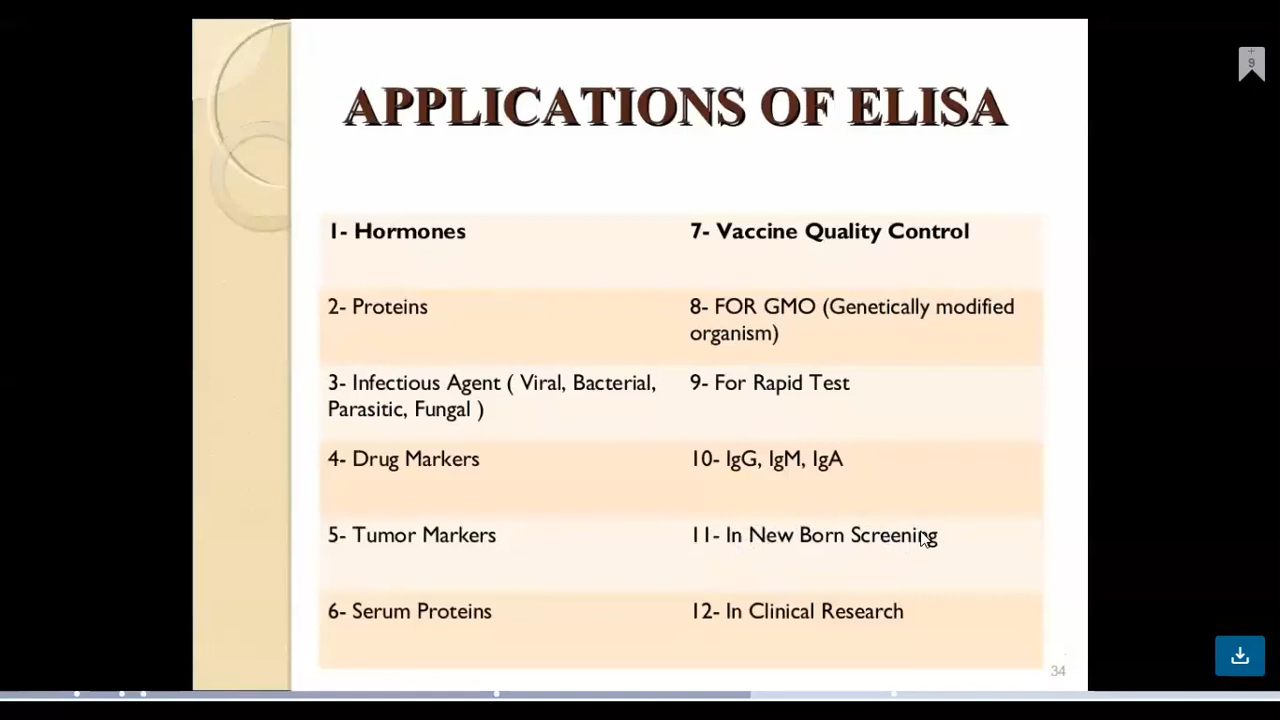 APPLICATIONS OF ELISA
1- Hormones
7- Vaccine Quality Control
2- Proteins
8- FOR GMO (Genetically modified
organism)
3- Infectious Agent ( Viral, Bacterial,
Parasitic, Fungal )
9- For Rapid Test
4- Drug Markers
10- IgG, IgM, IgA
5- Tumor Markers
11- In New Born Screening
6- Serum Proteins
12- In Clinical Research
34
+
9